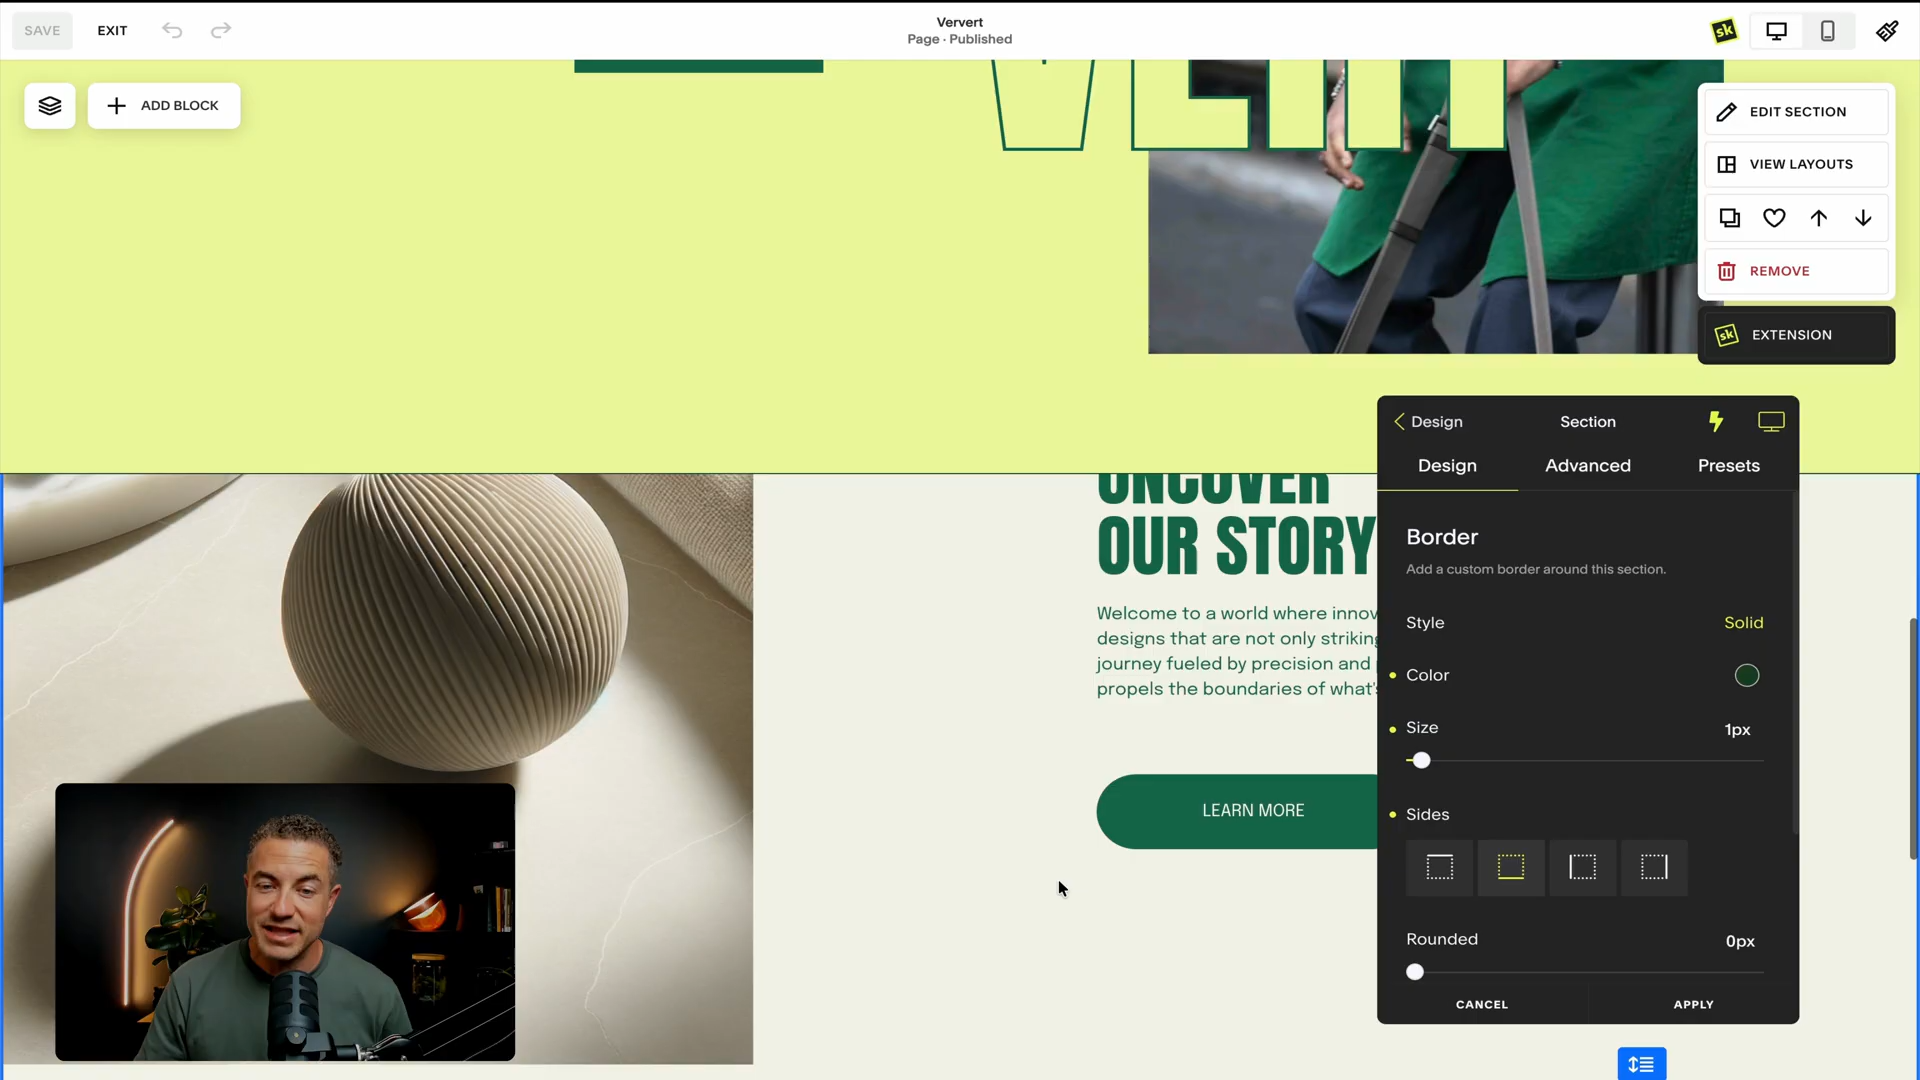 SAVE
EXIT
Ververt
Page · Published
sk
ADD BLOCK
EDIT SECTION
VIEW LAYOUTS
REMOVE
sk EXTENSION
Design
Section
Design
Advanced
Presets
UNCOVER
OUR STORY
Border
Add a custom border around this section.
Style
Solid
Welcome to a world where
designs that are not only
journey fueled by precision and
propels the boundaries of
Color
Size
1px
LEARN MORE
Sides
Rounded
0px
CANCEL
APPLY